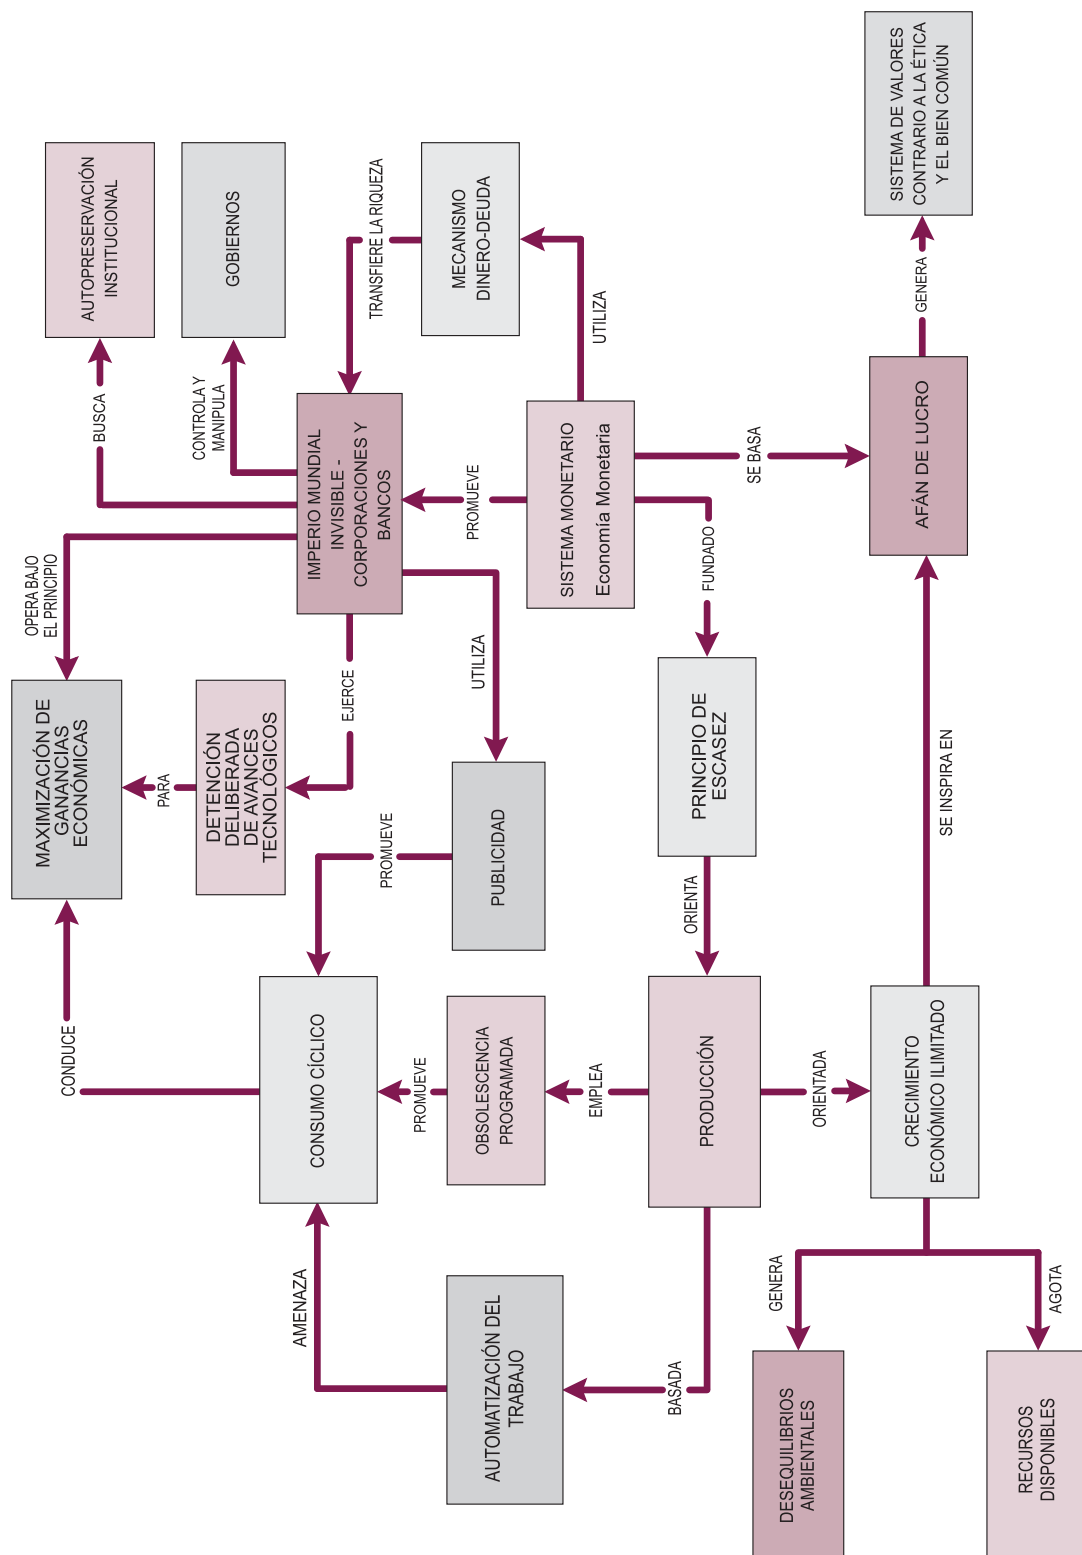 CONDUCE
MAXIMIZACIÓN DE
GANANCIAS
ECONÓMICAS
OPERA BAJO
EL PRINCIPIO
BUSCA
AUTOPRESERVACIÓN
INSTITUCIONAL
PARA
DETENCIÓN
DELIBERADA
DE AVANCES
TECNOLÓGICOS
CONTROLA Y
MANIPULA
GOBIERNOS
AMENAZA
CONSUMO CÍCLICO
EJERCE
IMPERIO MUNDIAL
INVISIBLE -
CORPORACIONES Y
BANCOS
TRANSFIERE LA RIQUEZA
PROMUEVE
PROMUEVE
UTILIZA
PROMUEVE
MECANISMO
DINERO-DEUDA
AUTOMATIZACIÓN DEL
TRABAJO
OBSOLESCENCIA
PROGRAMADA
PUBLICIDAD
SISTEMA MONETARIO
Economía Monetaria
UTILIZA
BASADA
EMPLEA
ORIENTA
PRINCIPIO DE
ESCASEZ
FUNDADO
SE BASA
PRODUCCIÓN
GENERA
ORIENTADA
DESEQUILIBRIOS
AMBIENTALES
CRECIMIENTO
ECONÓMICO ILIMITADO
SE INSPIRA EN
AFÁN DE LUCRO
GENERA
SISTEMA DE VALORES
CONTRARIO A LA ÉTICA
Y EL BIEN COMÚN
AGOTA
RECURSOS
DISPONIBLES